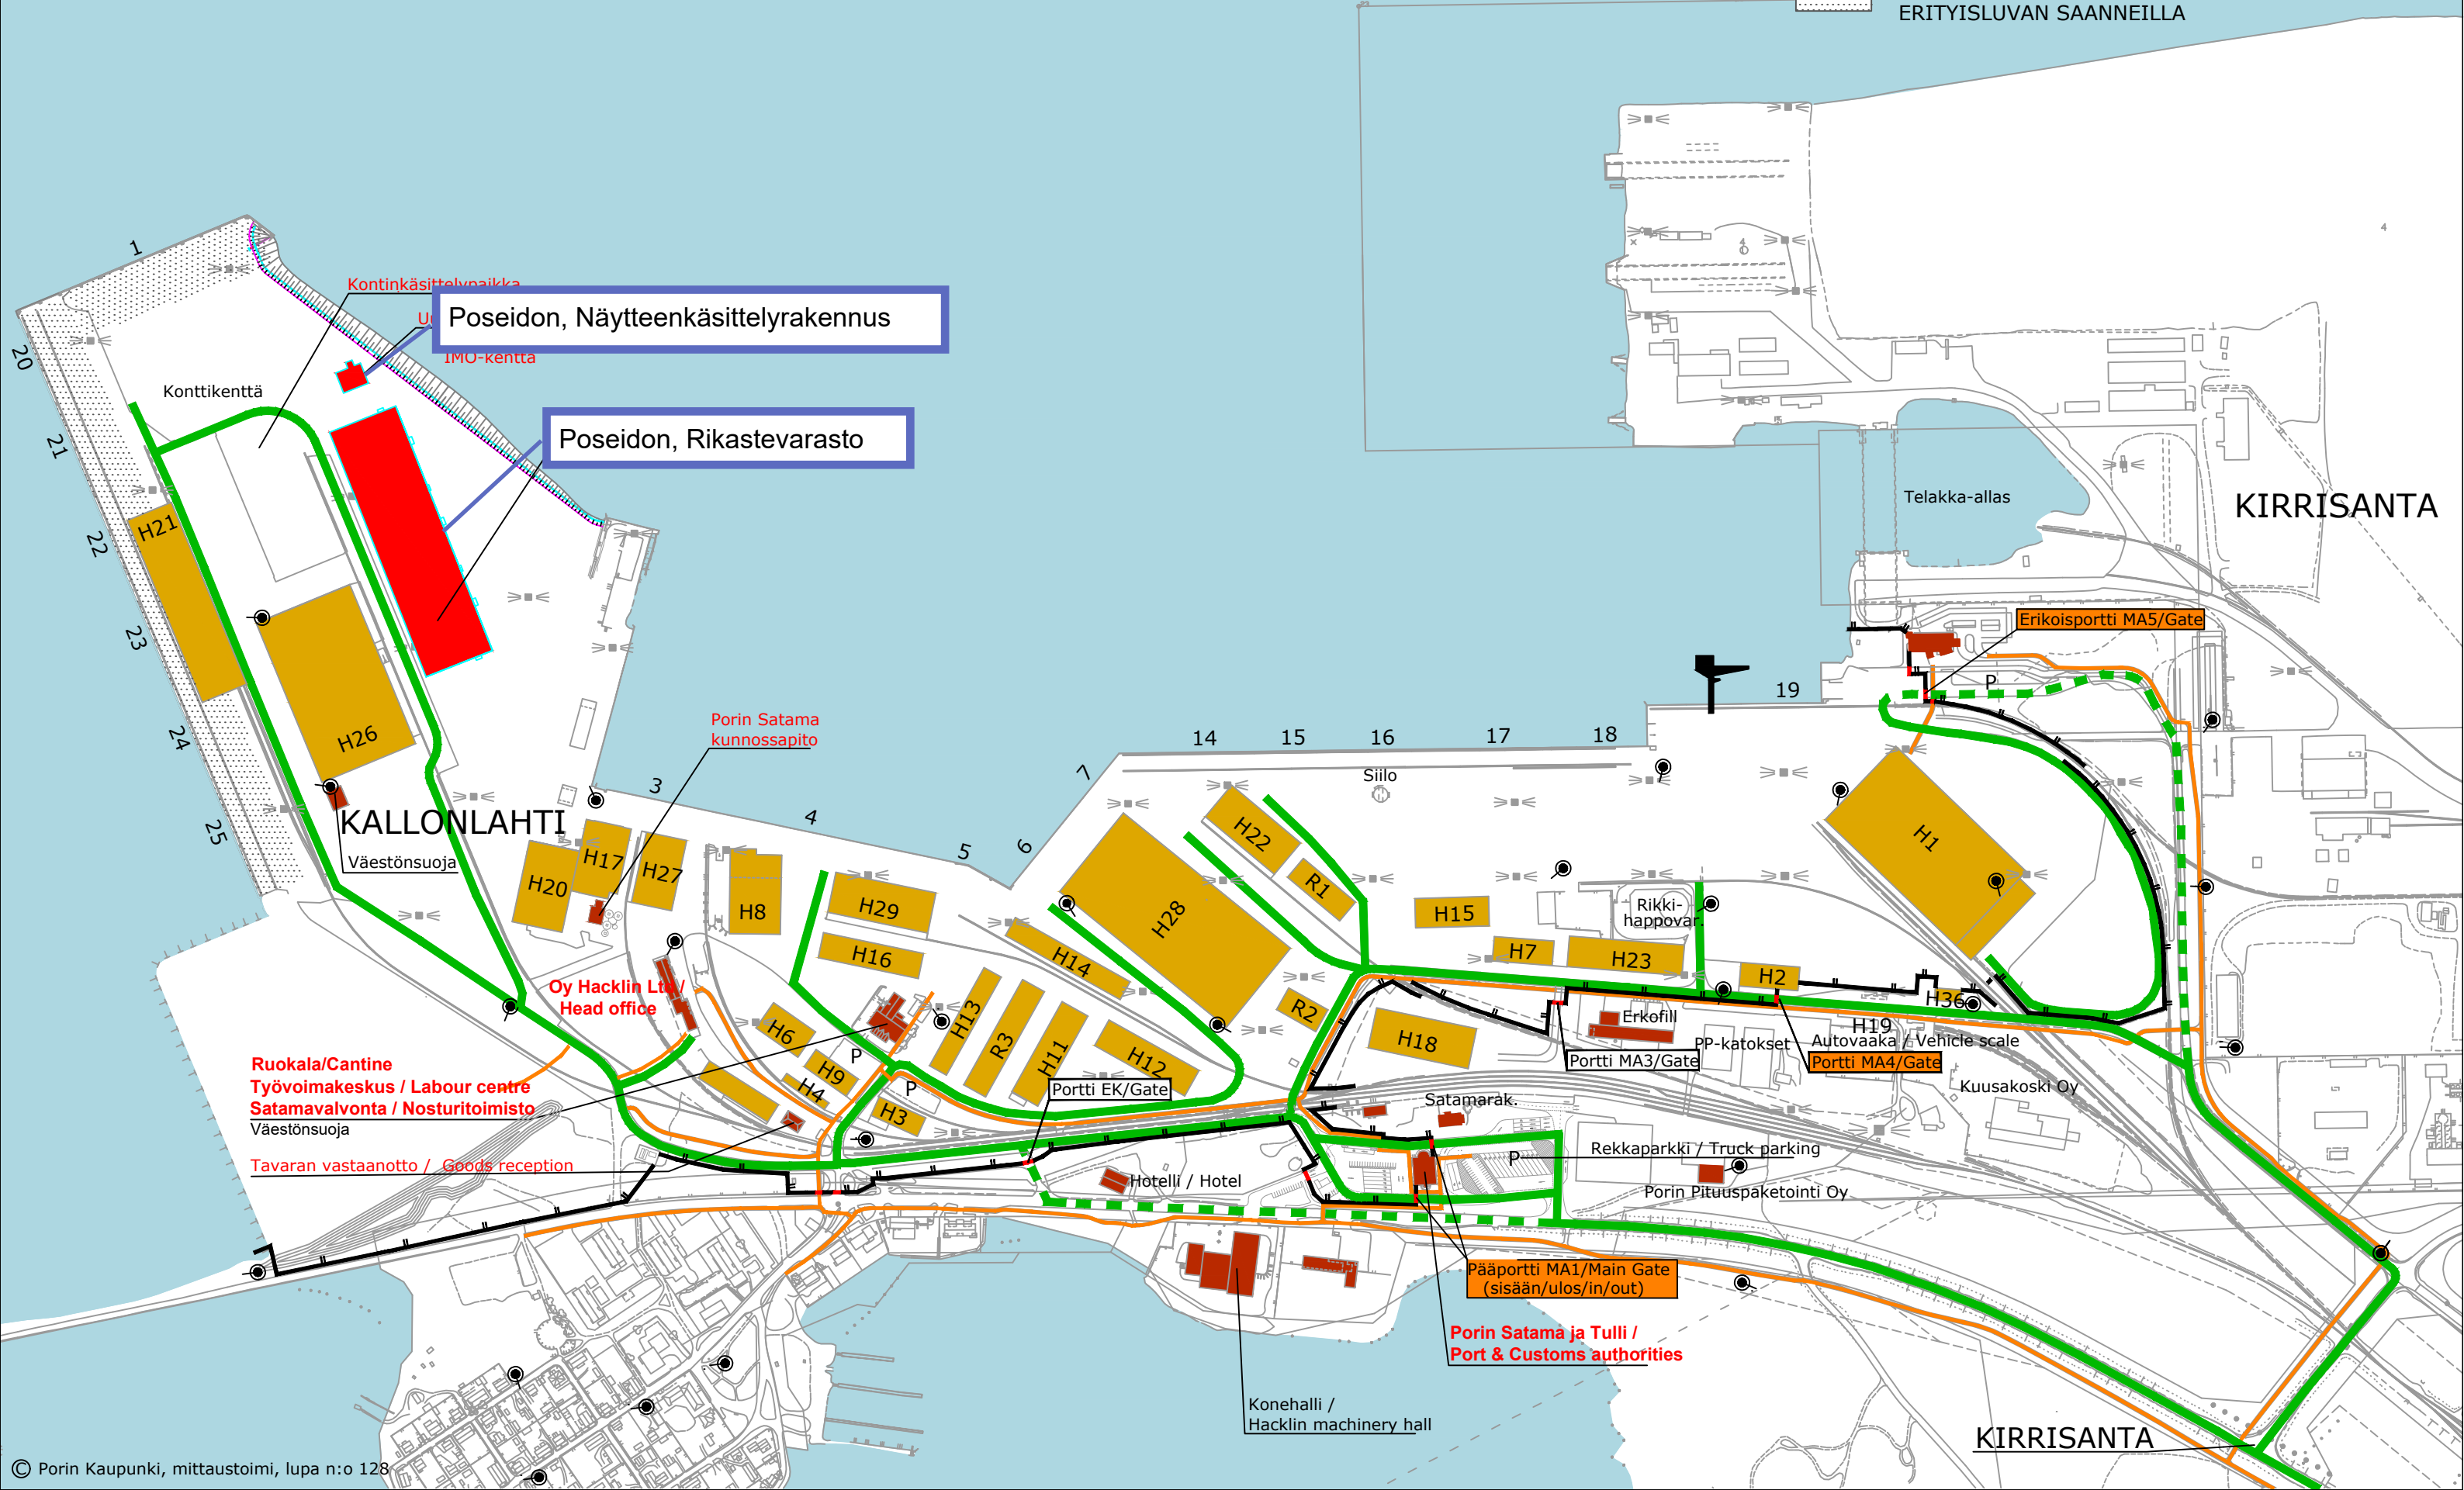 ERITYISLUVAN SAANNEILLA
1
Kontinkäsittelypaikka
Poseidon, Näytteenkäsittelyrakennus
IMO-kenttä
20
Konttikenttä
Poseidon, Rikastevarasto
21
H21
22
23
H26
24
25
KALLONLAHTI
Väestönsuoja
Porin Satama
kunnossapito
3
4
5
6
7
14
15
16
17
18
19
Siilo
Telakka-allas
KIRRISANTA
Erikoisportti MA5/Gate
P
H20
H17
H27
H8
H29
H16
H14
H28
H22
R1
H15
H7
H23
Rikki-
happovar.
H2
H1
H36
H19
Autovaaka / Vehicle scale
Portti MA4/Gate
Kuusakoski Oy
PP-katokset
Erkofill
Portti MA3/Gate
H18
R2
H13
R3
H11
H12
H6
H9
H4
H3
P
P
Oy Hacklin Ltd /
Head office
Ruokala/Cantine
Työvoimakeskus / Labour centre
Satamavalvonta / Nosturitoimisto
Väestönsuoja
Tavaran vastaanotto / Goods reception
Portti EK/Gate
Hotelli / Hotel
Satamarak.
P
Rekkaparkki / Truck parking
Porin Pituuspaketointi Oy
Pääportti MA1/Main Gate
(sisään/ulos/in/out)
Porin Satama ja Tulli /
Port & Customs authorities
Konehalli /
Hacklin machinery hall
KIRRISANTA
© Porin Kaupunki, mittaustoimi, lupa n:o 128